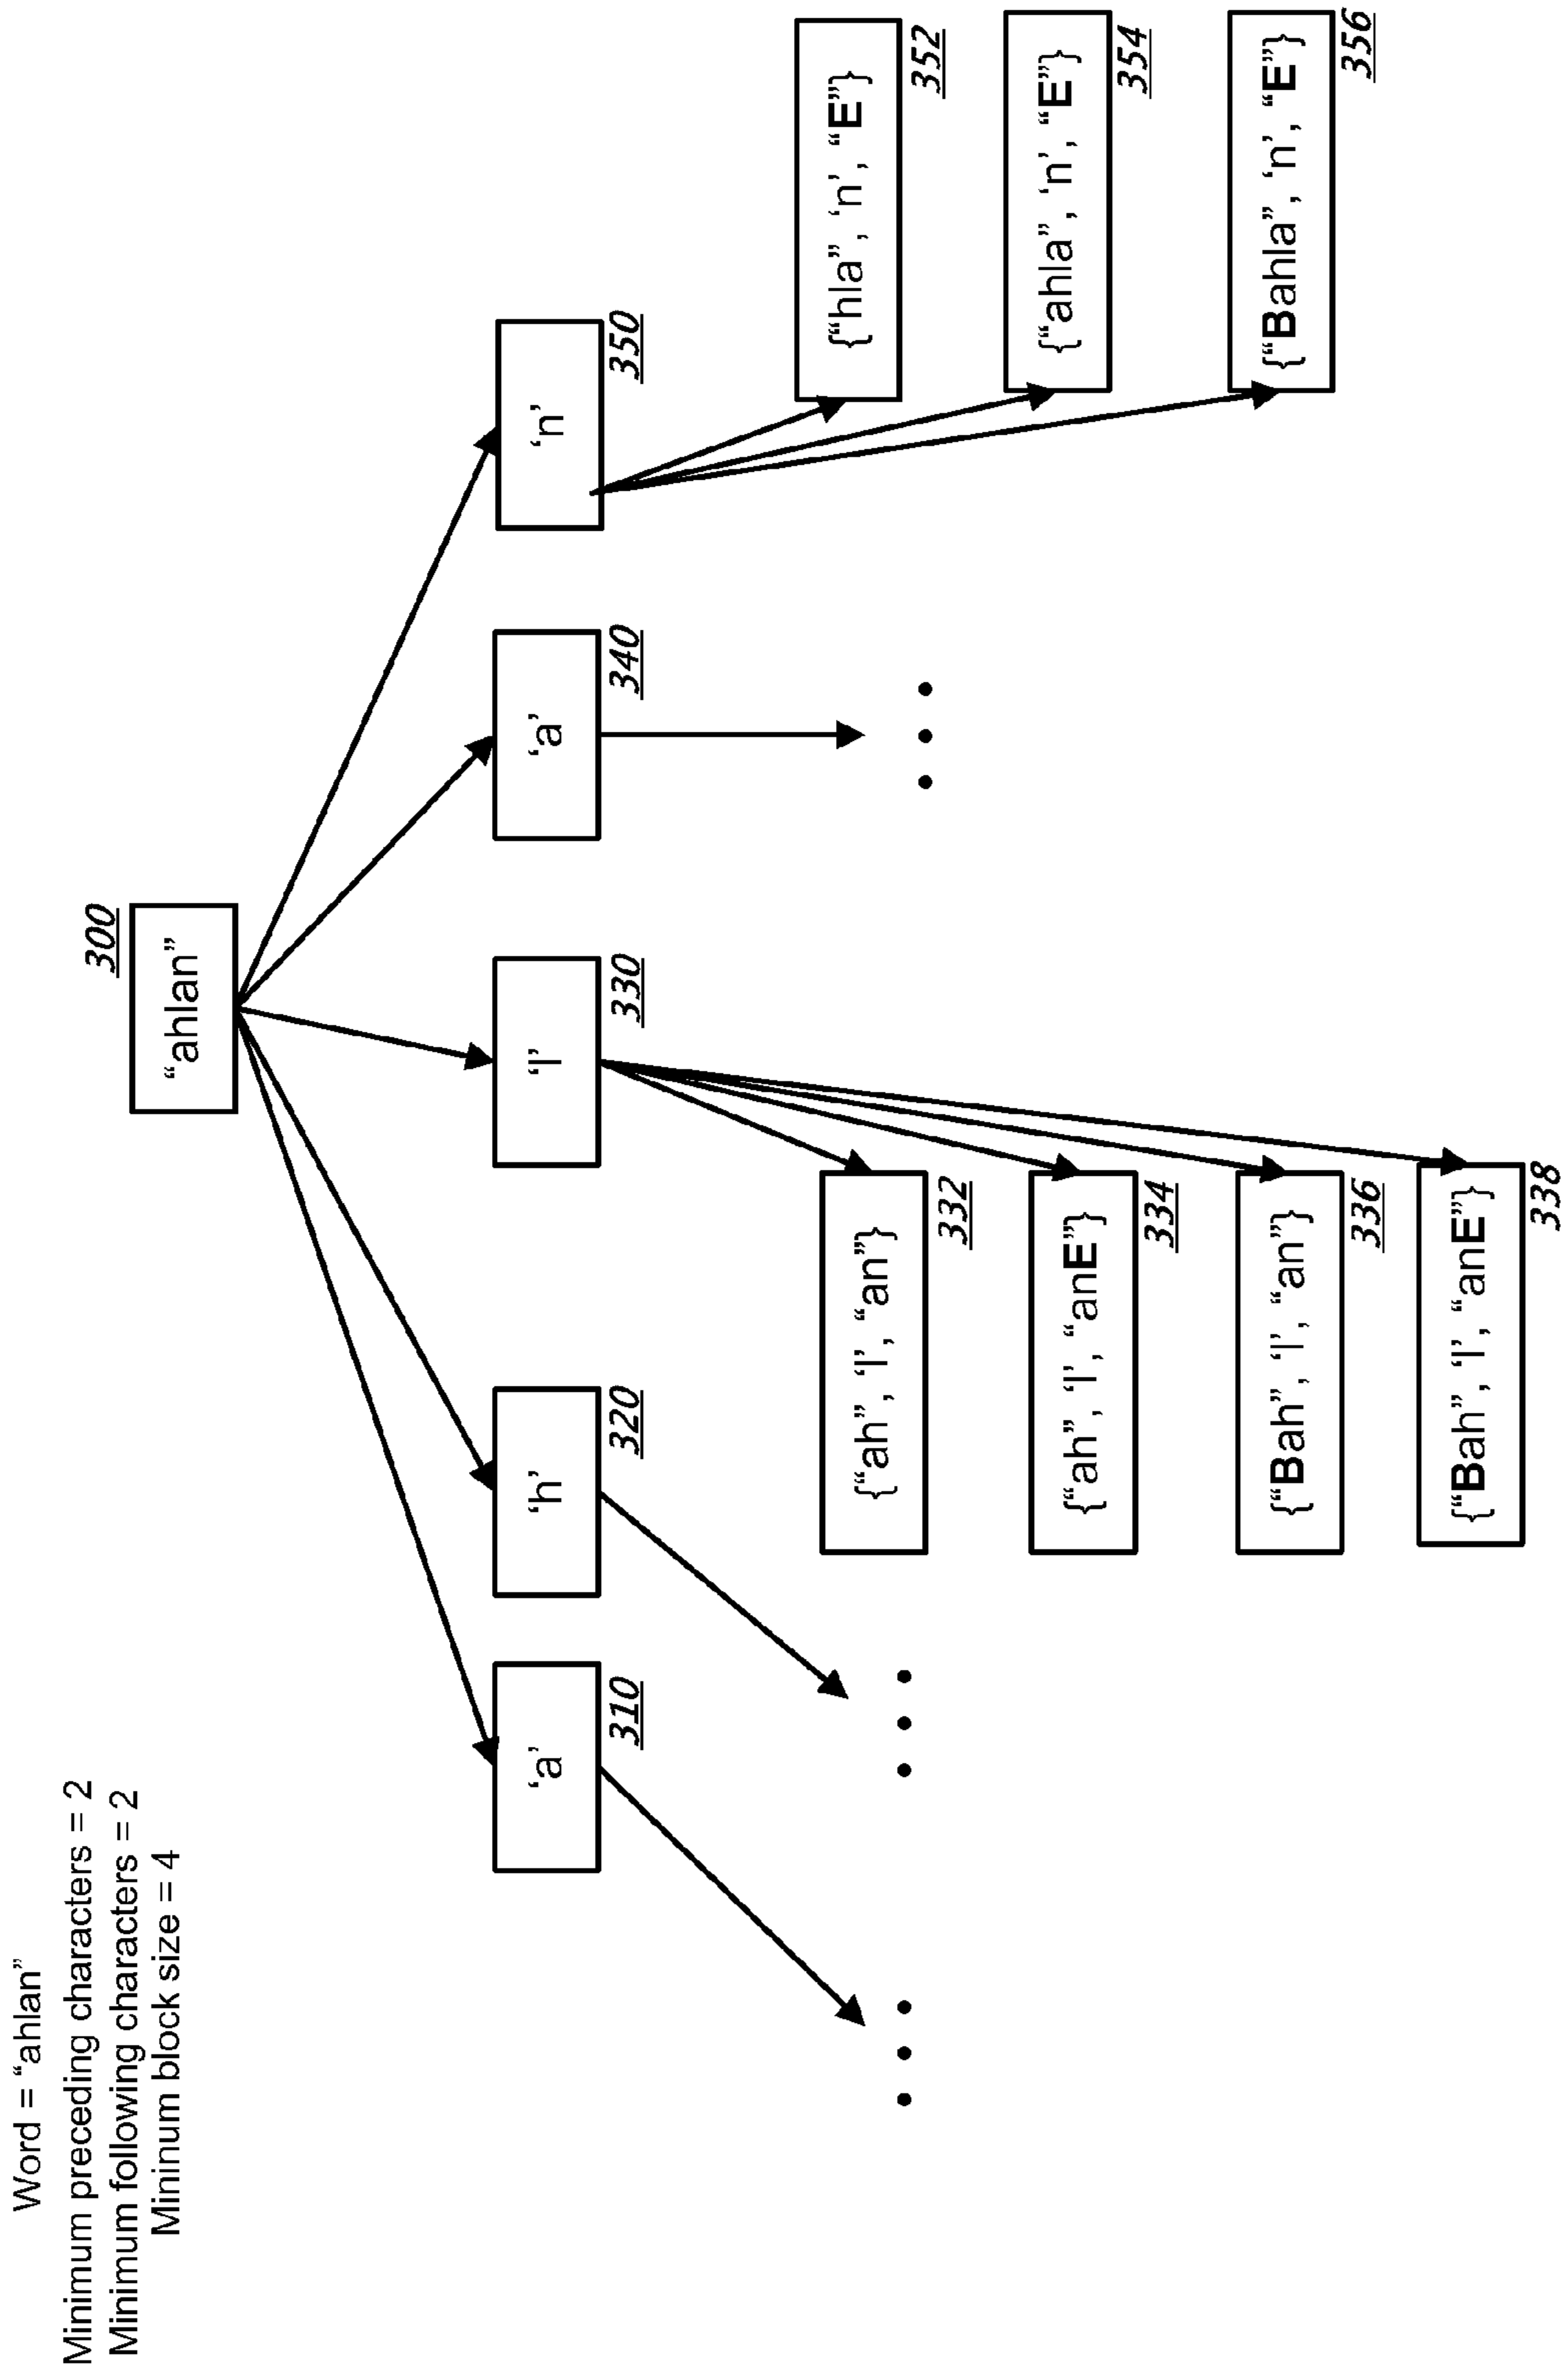 Word = “ahlan”
Minimum preceding characters = 2
Minimum following characters = 2
Mininum block size = 4
300
“ahlan”
‘a’
310
‘h’
320
‘l’
330
‘a’
340
‘n’
350
{“ah”, ‘l’, “an”}
332
{“ah”, ‘l’, “anE”}
334
{“Bah”, ‘l’, “an”}
336
{“Bah”, ‘l’, “anE”}
338
{“hla”, ‘n’, “E”}
352
{“ahla”, ‘n’, “E”}
354
{“Bahla”, ‘n’, “E”}
356